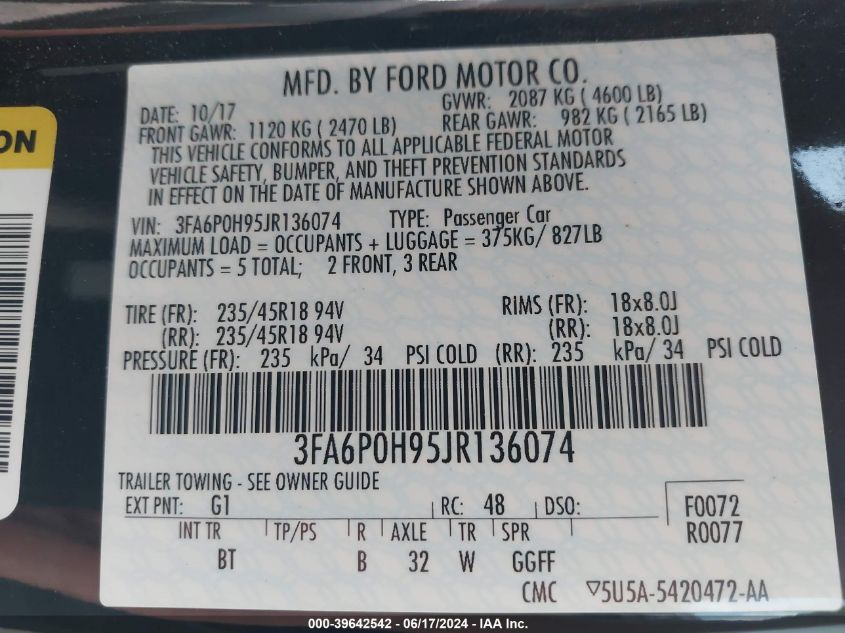 ON
MFD. BY FORD MOTOR CO.
DATE: 10/17 GVWR: 2087 KG ( 4600 LB)
FRONT GAWR: 1120 KG ( 2470 LB) REAR GAWR: 982 KG ( 2165 LB)
THIS VEHICLE CONFORMS TO ALL APPLICABLE FEDERAL MOTOR
VEHICLE SAFETY, BUMPER, AND THEFT PREVENTION STANDARDS
IN EFFECT ON THE DATE OF MANUFACTURE SHOWN ABOVE.
VIN: 3FA6P0H95JR136074 TYPE: Passenger Car
MAXIMUM LOAD = OCCUPANTS + LUGGAGE = 375KG/ 827LB
OCCUPANTS = 5 TOTAL; 2 FRONT, 3 REAR
TIRE (FR): 235/45R18 94V RIMS (FR): 18x8.0J
(RR): 235/45R18 94V (RR): 18x8.0J
PRESSURE (FR): 235 kPa/ 34 PSI COLD (RR): 235 kPa/ 34 PSI COLD
3FA6P0H95JR136074
TRAILER TOWING - SEE OWNER GUIDE
EXT PNT: G1 RC: 48 DSO: F0072
INT TR TP/PS R AXLE TR SPR R0077
BT B 32 W GGFF
CMC ▽5U5A-5420472-AA
000-39642542 - 06/17/2024 - IAA Inc.